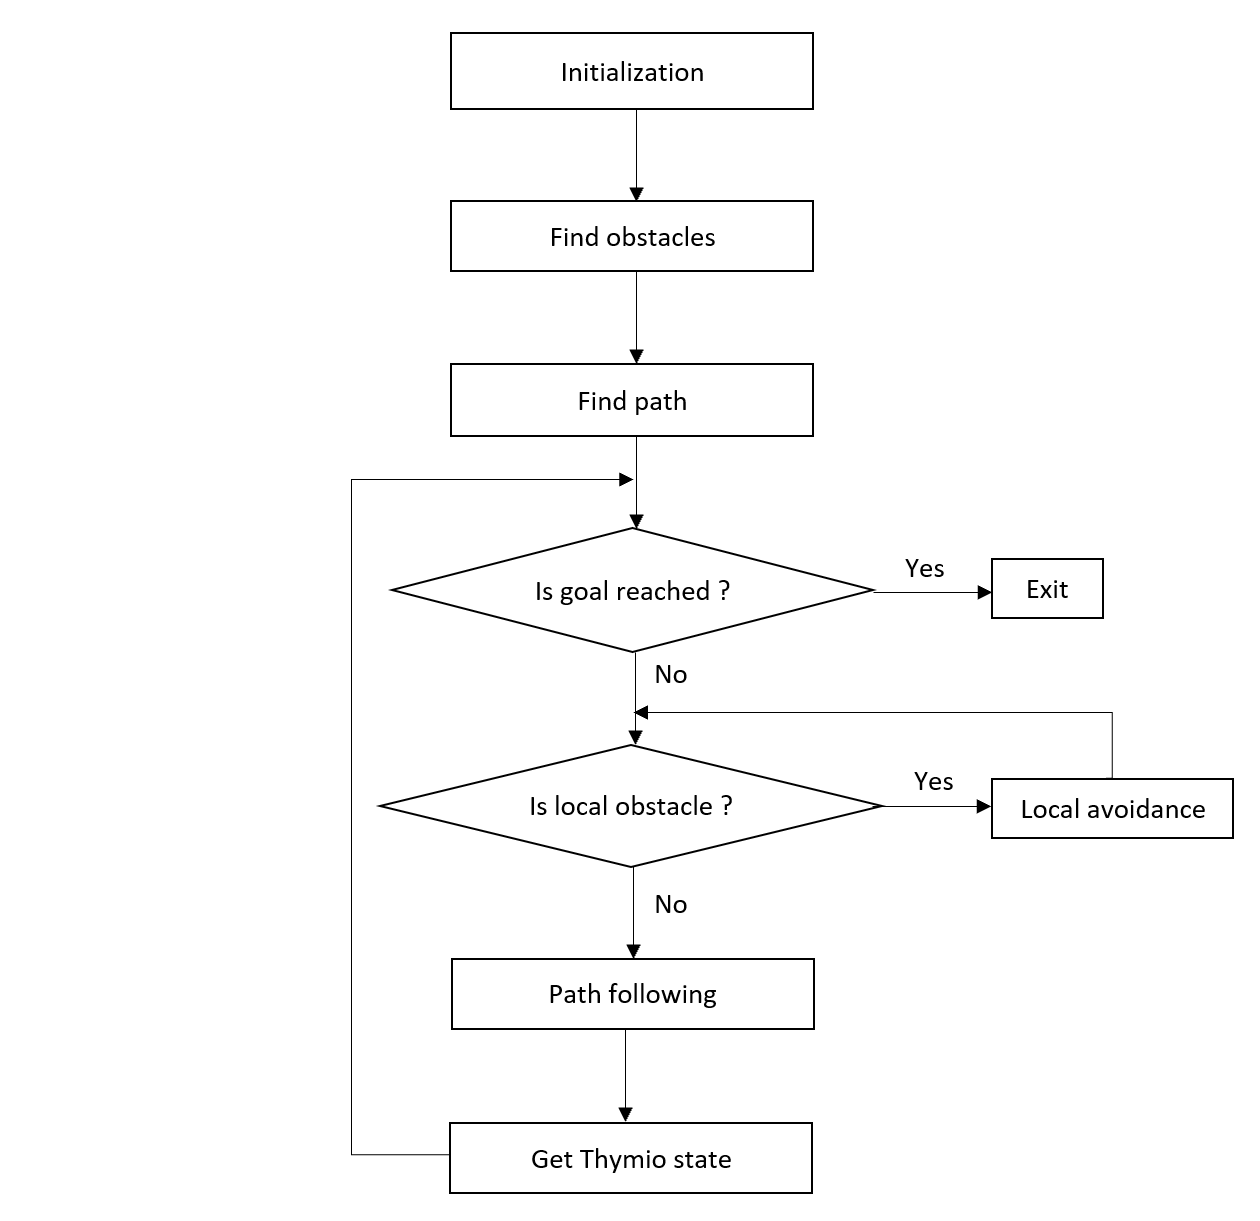 Initialization
Find obstacles
Find path
Is goal reached ?
Yes
Exit
No
Is local obstacle ?
Yes
Local avoidance
No
Path following
Get Thymio state